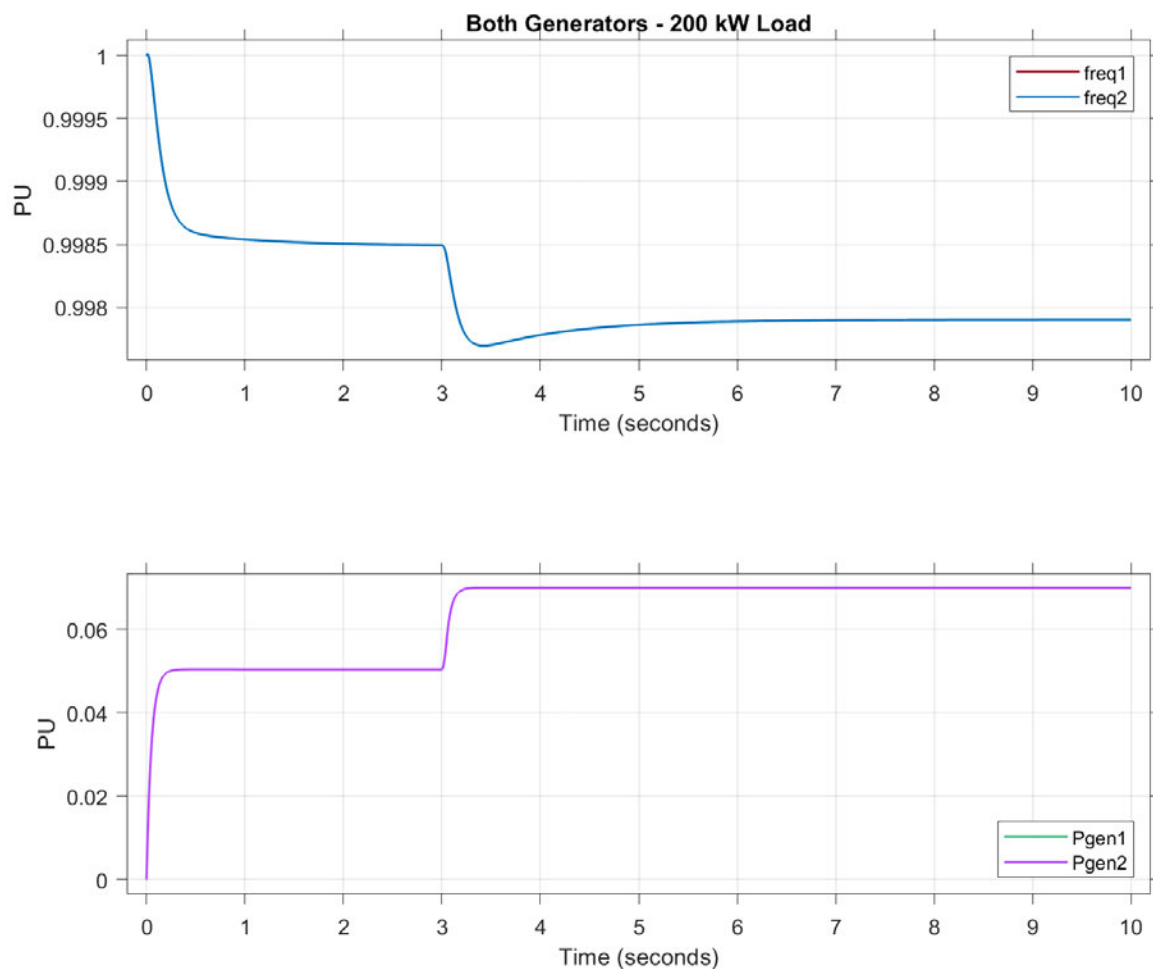 Both Generators - 200 kW Load
1
0.9995
0.999
0.9985
0.998
PU
freq1
freq2
0 1 2 3 4 5 6 7 8 9 10
Time (seconds)
0.06
0.04
0.02
0
PU
Pgen1
Pgen2
0 1 2 3 4 5 6 7 8 9 10
Time (seconds)